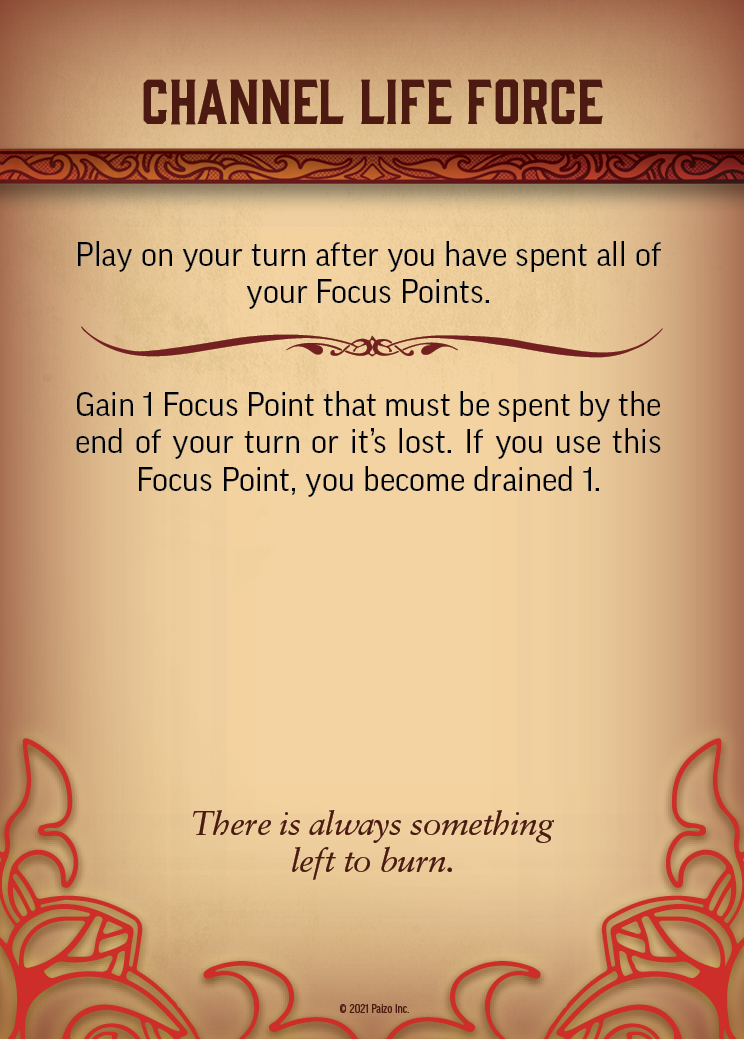 CHANNEL LIFE FORCE
Play on your turn after you have spent all of
your Focus Points.
Gain 1 Focus Point that must be spent by the
end of your turn or it’s lost. If you use this
Focus Point, you become drained 1.
There is always something
left to burn.
© 2021 Paizo Inc.